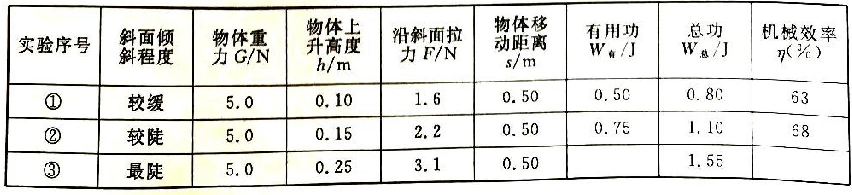 实验序号 斜面倾斜程度 物体重力 G/N 物体上升高度 h/m 沿斜面拉力 F/N 物体移动距离 s/m 有用功 W有/J 总功 W总/J 机械效率 η(%)
① 较缓 5.0 0.10 1.6 0.50 0.50 0.80 63
② 较陡 5.0 0.15 2.2 0.50 0.75 1.10 68
③ 最陡 5.0 0.25 3.1 0.50 1.55